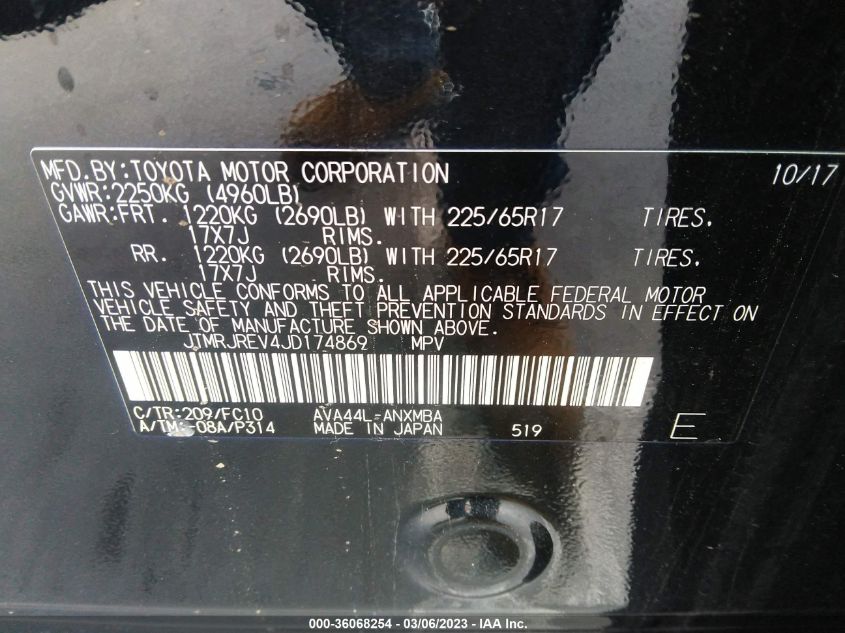 MFD.BY:TOYOTA MOTOR CORPORATION 10/17
GVWR:2250KG (4960LB)
GAWR:FRT. 1220KG (2690LB) WITH 225/65R17 TIRES.
17X7J RIMS.
RR. 1220KG (2690LB) WITH 225/65R17 TIRES.
17X7J RIMS.
THIS VEHICLE CONFORMS TO ALL APPLICABLE FEDERAL MOTOR
VEHICLE SAFETY AND THEFT PREVENTION STANDARDS IN EFFECT ON
THE DATE OF MANUFACTURE SHOWN ABOVE.
JTMRJREV4JD174869 MPV
C/TR:209/FC10 AVA44L-ANXMBA
A/TM:-08A/P314 MADE IN JAPAN 519 E
000-36068254 - 03/06/2023 - IAA Inc.